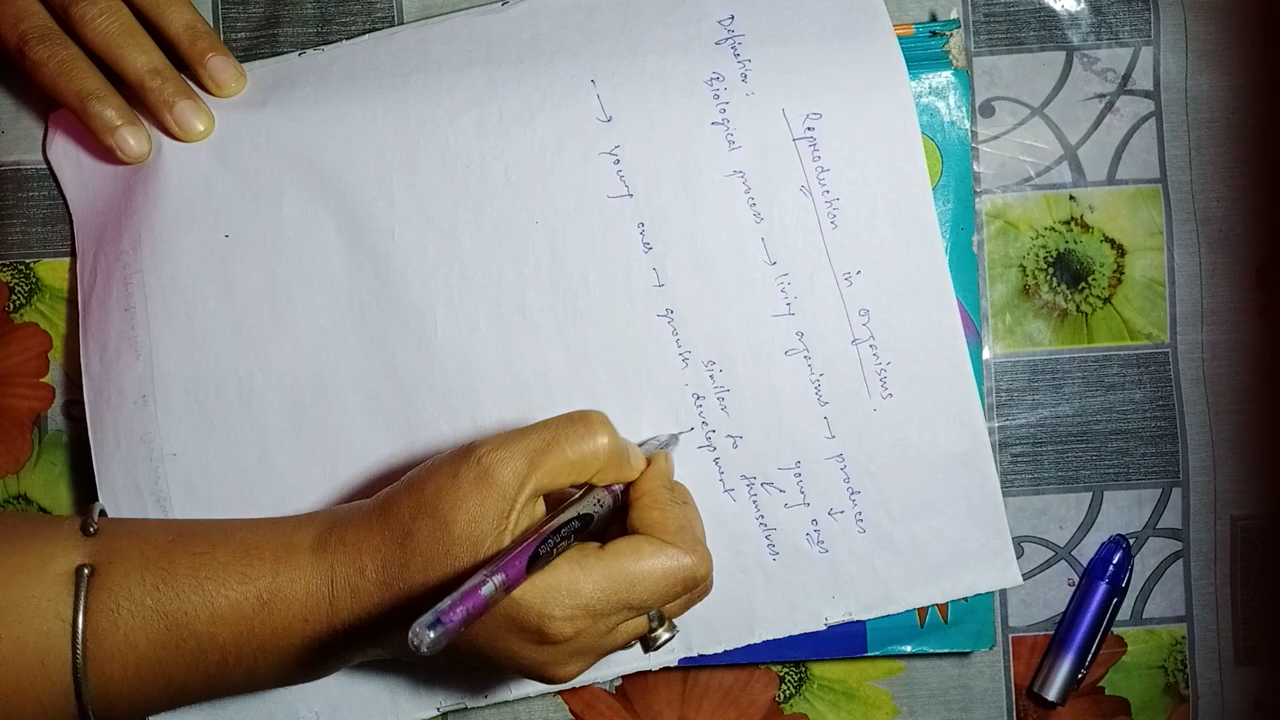 Reproduction in organisms.
Definition:
Biological process → living organisms → produces
↓
young ones
↙
similar to themselves.
--→ young ones → growth, development